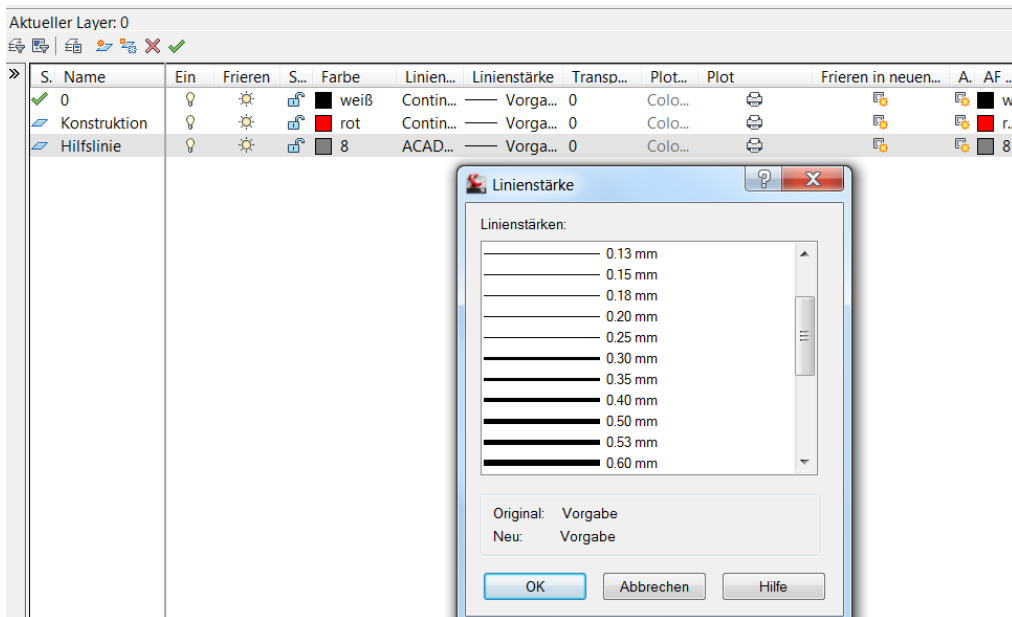 Aktueller Layer: 0
S. Name Ein Frieren S... Farbe Linien... Linienstärke Transp... Plot... Plot Frieren in neuen... A. AF ...
0 weiß Contin... Vorga... 0 Colo... w
Konstruktion rot Contin... Vorga... 0 Colo... r...
Hilfslinie 8 ACAD... Vorga... 0 Colo... 8
Linienstärke
Linienstärken:
0.13 mm
0.15 mm
0.18 mm
0.20 mm
0.25 mm
0.30 mm
0.35 mm
0.40 mm
0.50 mm
0.53 mm
0.60 mm
Original: Vorgabe
Neu: Vorgabe
OK Abbrechen Hilfe